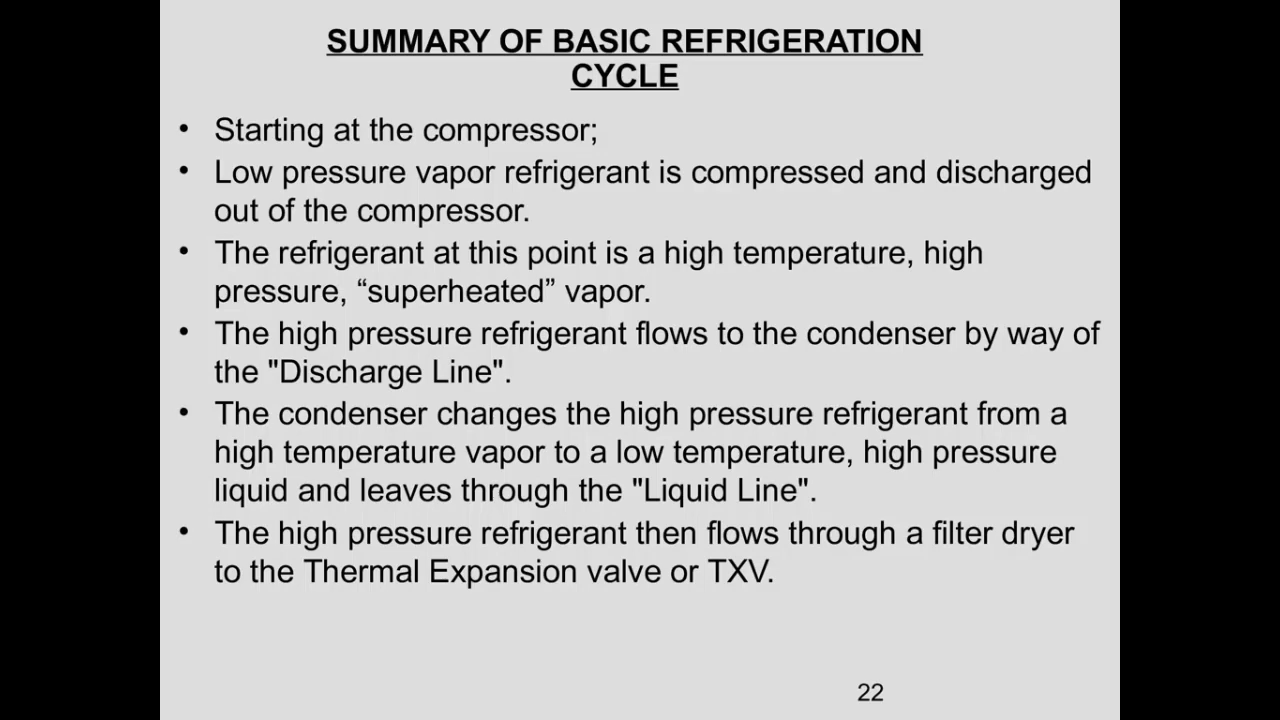 SUMMARY OF BASIC REFRIGERATION
CYCLE
• Starting at the compressor;
• Low pressure vapor refrigerant is compressed and discharged
out of the compressor.
• The refrigerant at this point is a high temperature, high
pressure, “superheated” vapor.
• The high pressure refrigerant flows to the condenser by way of
the "Discharge Line".
• The condenser changes the high pressure refrigerant from a
high temperature vapor to a low temperature, high pressure
liquid and leaves through the "Liquid Line".
• The high pressure refrigerant then flows through a filter dryer
to the Thermal Expansion valve or TXV.
22